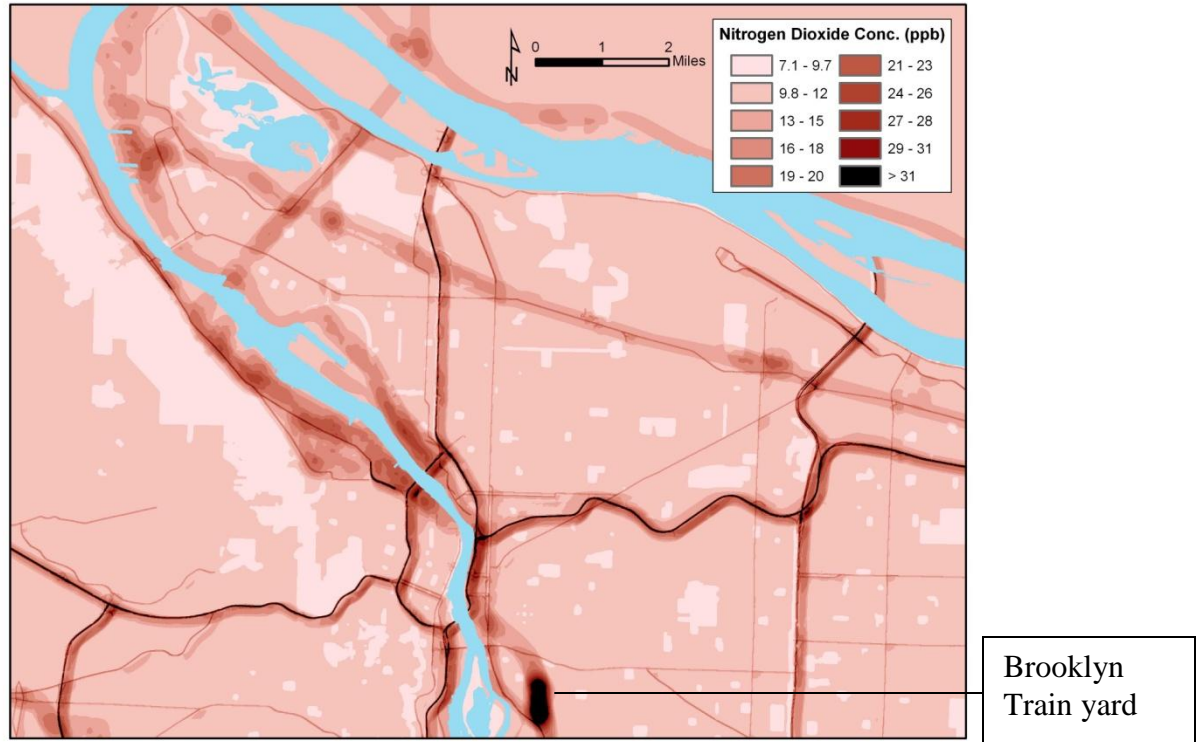 N
0 1 2
Miles
Nitrogen Dioxide Conc. (ppb)
7.1 - 9.7
9.8 - 12
13 - 15
16 - 18
19 - 20
21 - 23
24 - 26
27 - 28
29 - 31
> 31
Brooklyn
Train yard